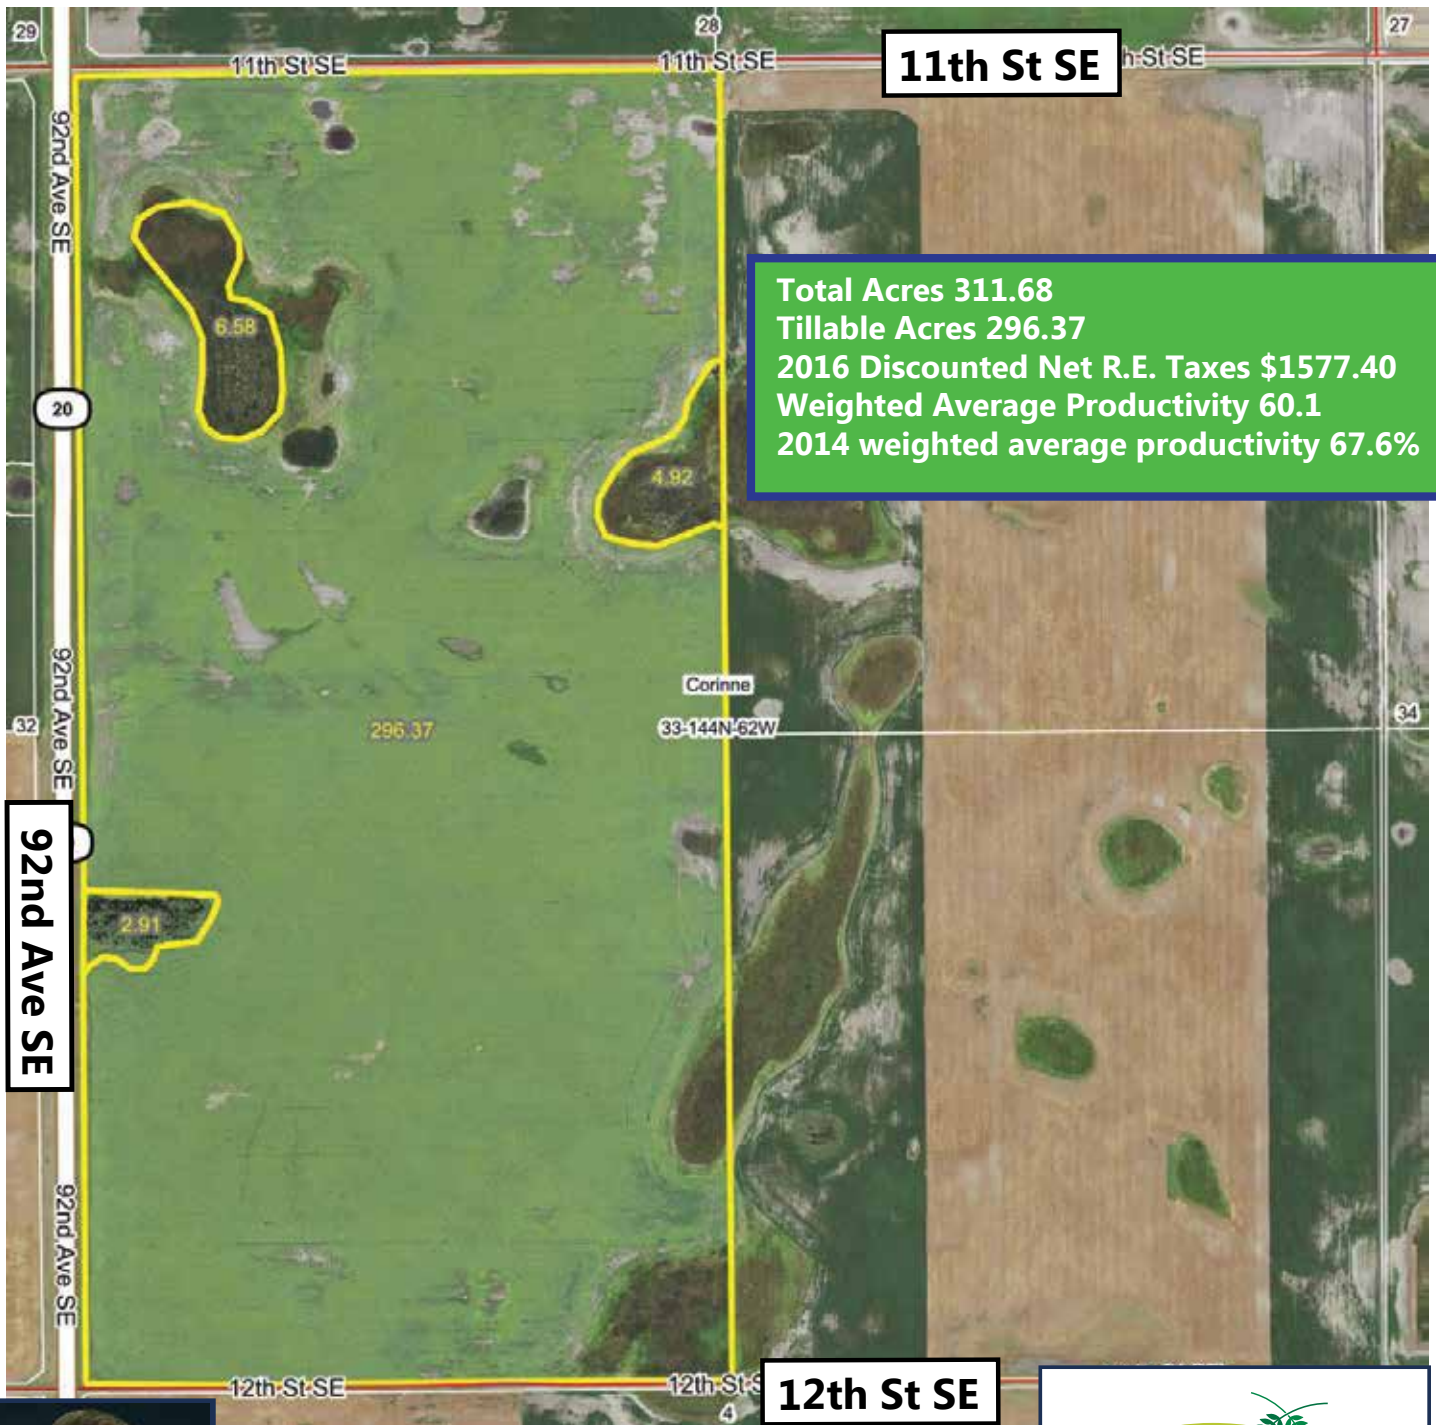 29
28
27
11th St SE
11th St SE
11th St SE
h St SE
92nd Ave SE
Total Acres 311.68
Tillable Acres 296.37
2016 Discounted Net R.E. Taxes $1577.40
Weighted Average Productivity 60.1
2014 weighted average productivity 67.6%
6.58
20
4.92
92nd Ave SE
Corinne
32
296.37
33-144N-62W
34
92nd Ave SE
2.91
92nd Ave SE
12th St SE
12th St S
12th St SE
4